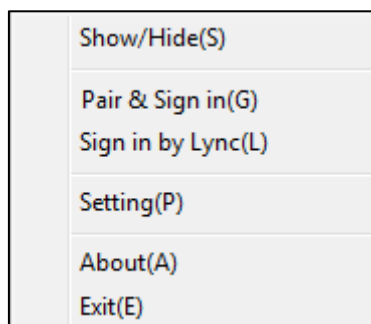 Show/Hide(S)
Pair & Sign in(G)
Sign in by Lync(L)
Setting(P)
About(A)
Exit(E)